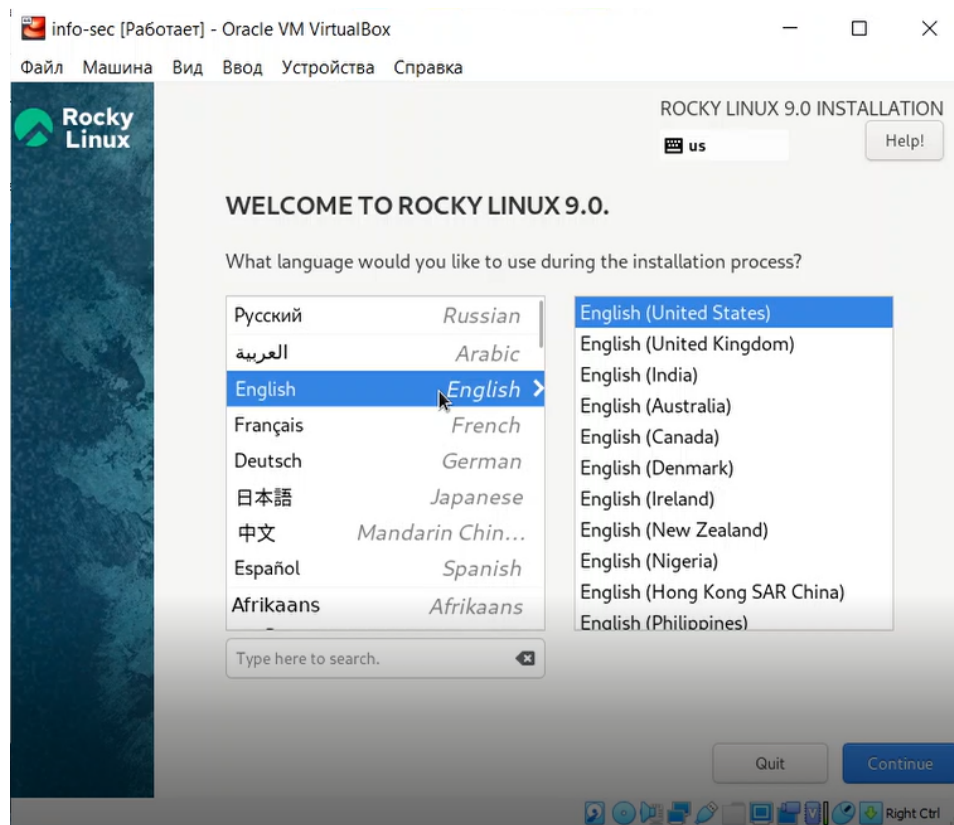 info-sec [Работает] - Oracle VM VirtualBox
Файл Машина Вид Ввод Устройства Справка
Rocky
Linux
ROCKY LINUX 9.0 INSTALLATION
us
Help!
WELCOME TO ROCKY LINUX 9.0.
What language would you like to use during the installation process?
Русский Russian
العربية Arabic
English English
Français French
Deutsch German
日本語 Japanese
中文 Mandarin Chin...
Español Spanish
Afrikaans Afrikaans
English (United States)
English (United Kingdom)
English (India)
English (Australia)
English (Canada)
English (Denmark)
English (Ireland)
English (New Zealand)
English (Nigeria)
English (Hong Kong SAR China)
English (Philippines)
Type here to search.
Quit
Continue
Right Ctrl